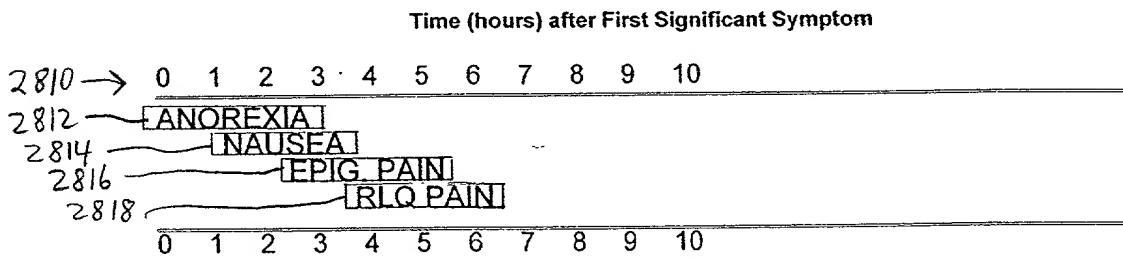 Time (hours) after First Significant Symptom
2810 → 0 1 2 3 4 5 6 7 8 9 10
2812 ANOREXIA
2814 NAUSEA
2816 EPIG. PAIN
2818 RLQ PAIN
0 1 2 3 4 5 6 7 8 9 10